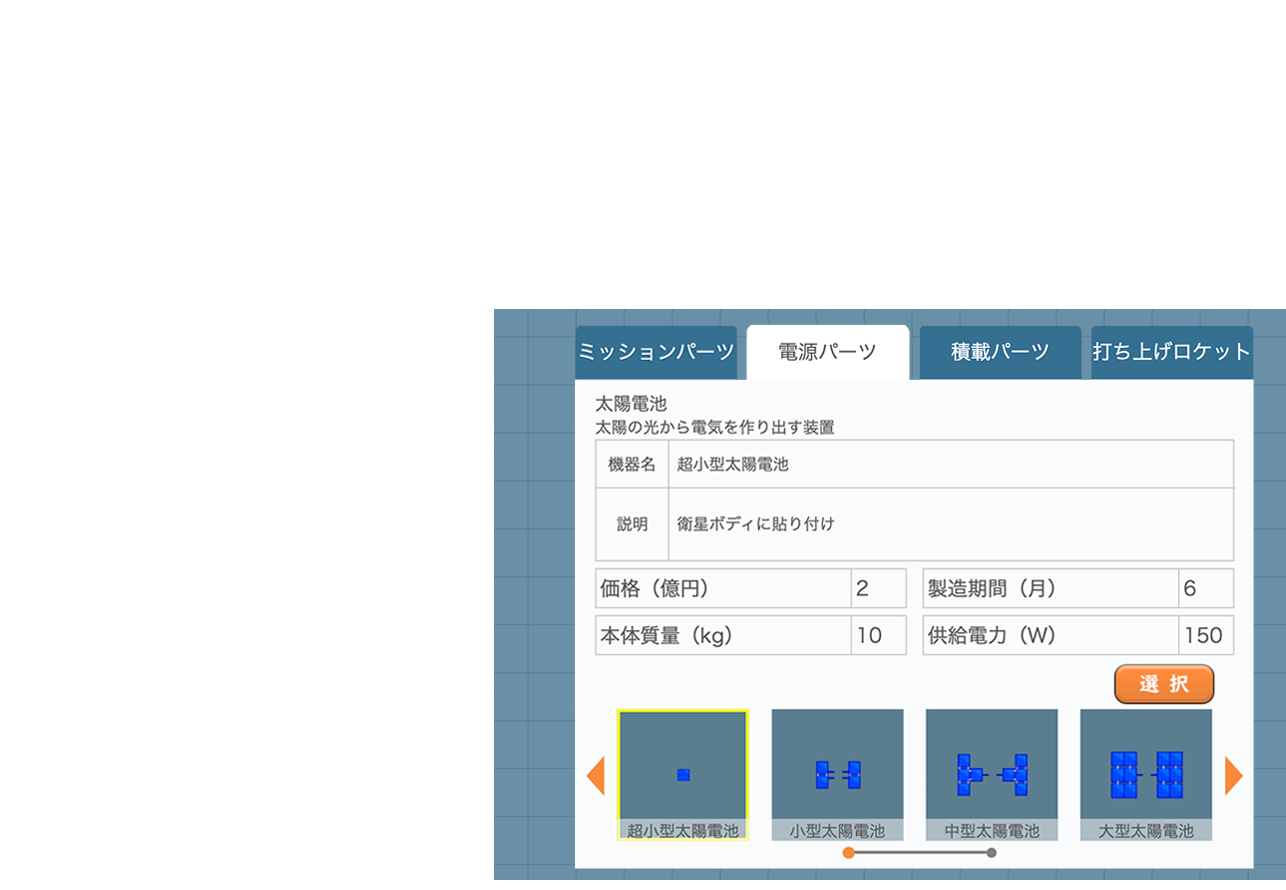 ミッションパーツ 電源パーツ 積載パーツ 打ち上げロケット
太陽電池
太陽の光から電気を作り出す装置
機器名 超小型太陽電池
説明 衛星ボディに貼り付け
価格（億円） 2 製造期間（月） 6
本体質量（kg） 10 供給電力（W） 150
選択
超小型太陽電池 小型太陽電池 中型太陽電池 大型太陽電池